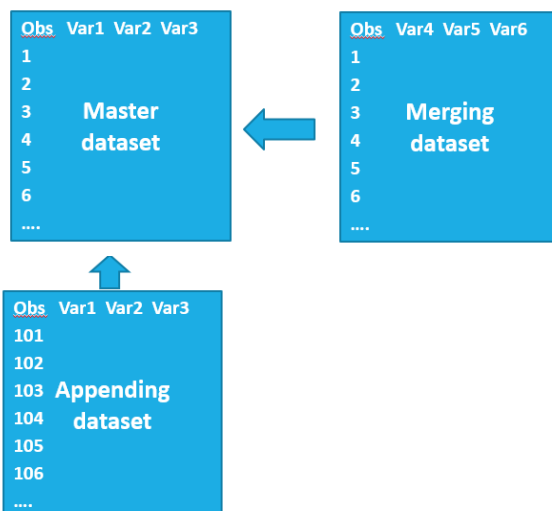 Obs Var1 Var2 Var3
1
2
3 Master
4 dataset
5
6
....
Obs Var4 Var5 Var6
1
2
3 Merging
4 dataset
5
6
....
Obs Var1 Var2 Var3
101
102
103 Appending
104 dataset
105
106
....